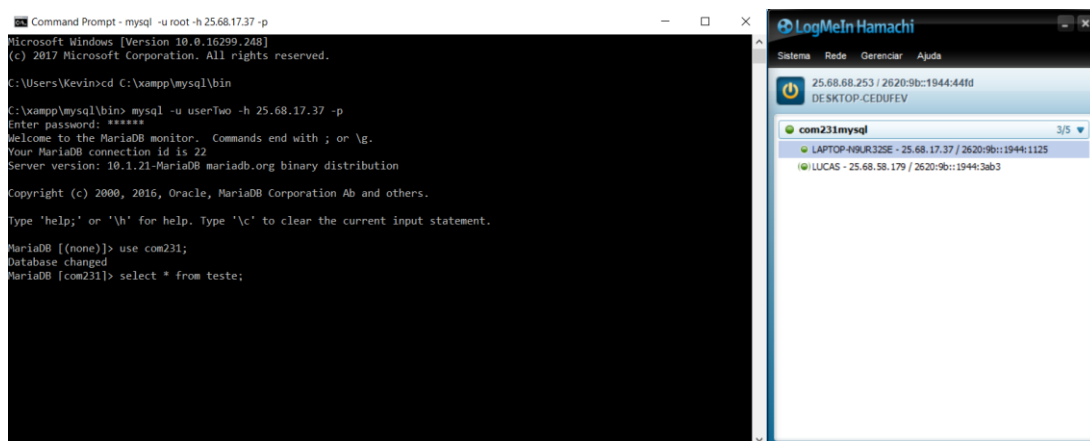 Command Prompt - mysql -u root -h 25.68.17.37 -p
Microsoft Windows [Version 10.0.16299.248]
(c) 2017 Microsoft Corporation. All rights reserved.
C:\Users\Kevin>cd C:\xampp\mysql\bin
C:\xampp\mysql\bin> mysql -u userTwo -h 25.68.17.37 -p
Enter password: ******
Welcome to the MariaDB monitor.  Commands end with ; or \g.
Your MariaDB connection id is 22
Server version: 10.1.21-MariaDB mariadb.org binary distribution
Copyright (c) 2000, 2016, Oracle, MariaDB Corporation Ab and others.
Type 'help;' or '\h' for help. Type '\c' to clear the current input statement.
MariaDB [(none)]> use com231;
Database changed
MariaDB [com231]> select * from teste;
LogMeIn Hamachi
Sistema Rede Gerenciar Ajuda
25.68.68.253 / 2620:9b::1944:44fd
DESKTOP-CEDUFEV
com231mysql 3/5
LAPTOP-N9UR32SE - 25.68.17.37 / 2620:9b::1944:1125
LUCAS - 25.68.58.179 / 2620:9b::1944:3ab3